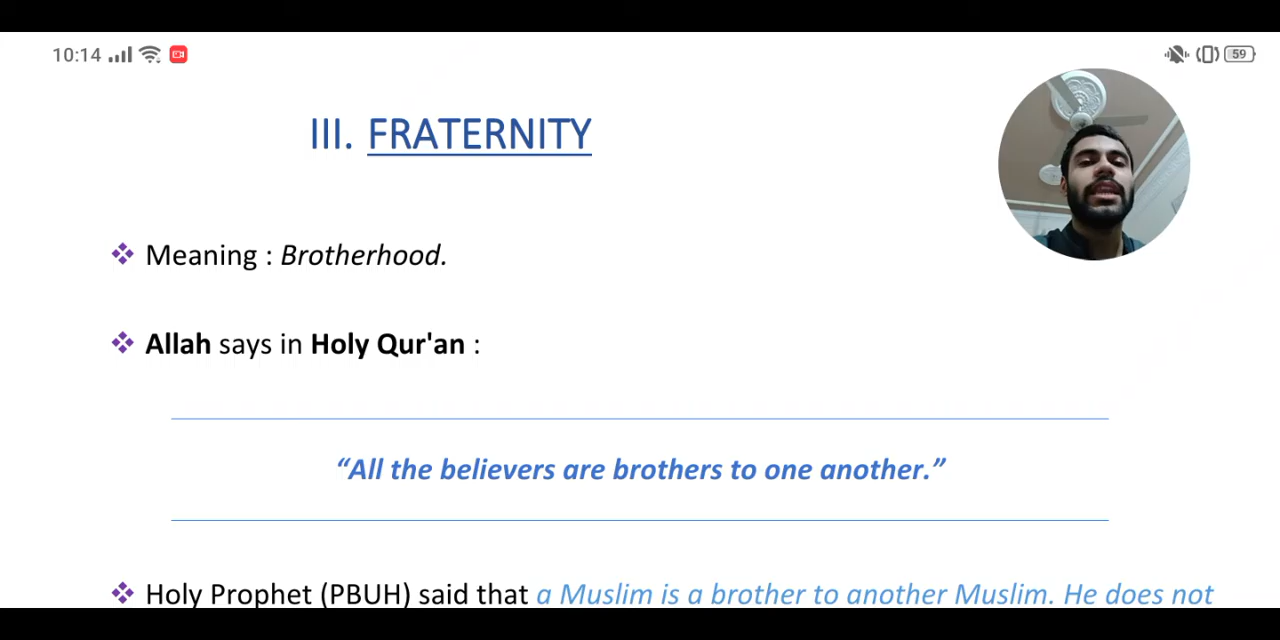 10:14
59
III. FRATERNITY
Meaning : Brotherhood.
Allah says in Holy Qur'an :
“All the believers are brothers to one another.”
Holy Prophet (PBUH) said that a Muslim is a brother to another Muslim. He does not